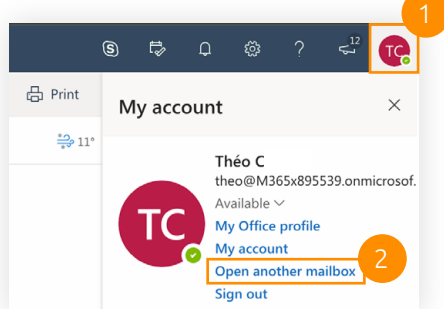 1
S
?
12
TC
Print
My account
11°
Théo C
theo@M365x895539.onmicrosof.
Available
TC
My Office profile
My account
Open another mailbox
2
Sign out